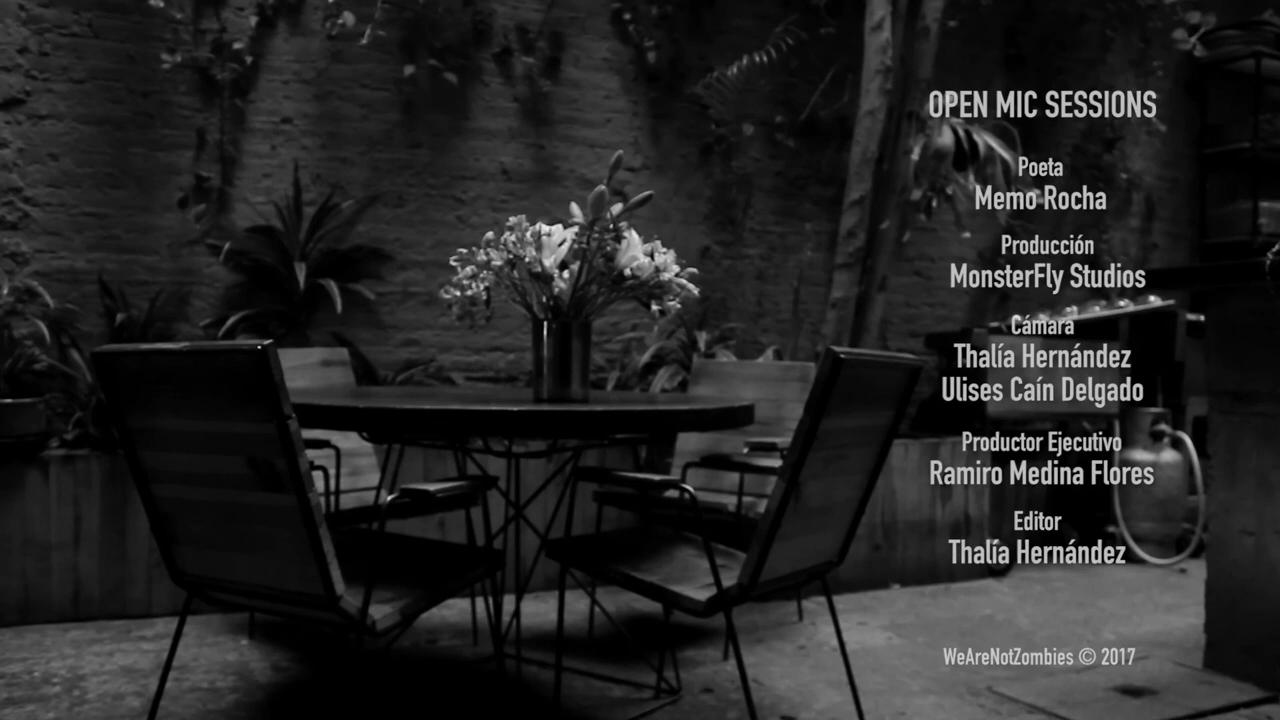 OPEN MIC SESSIONS
Poeta
Memo Rocha
Producción
MonsterFly Studios
Cámara
Thalía Hernández
Ulises Caín Delgado
Productor Ejecutivo
Ramiro Medina Flores
Editor
Thalía Hernández
WeAreNotZombies © 2017